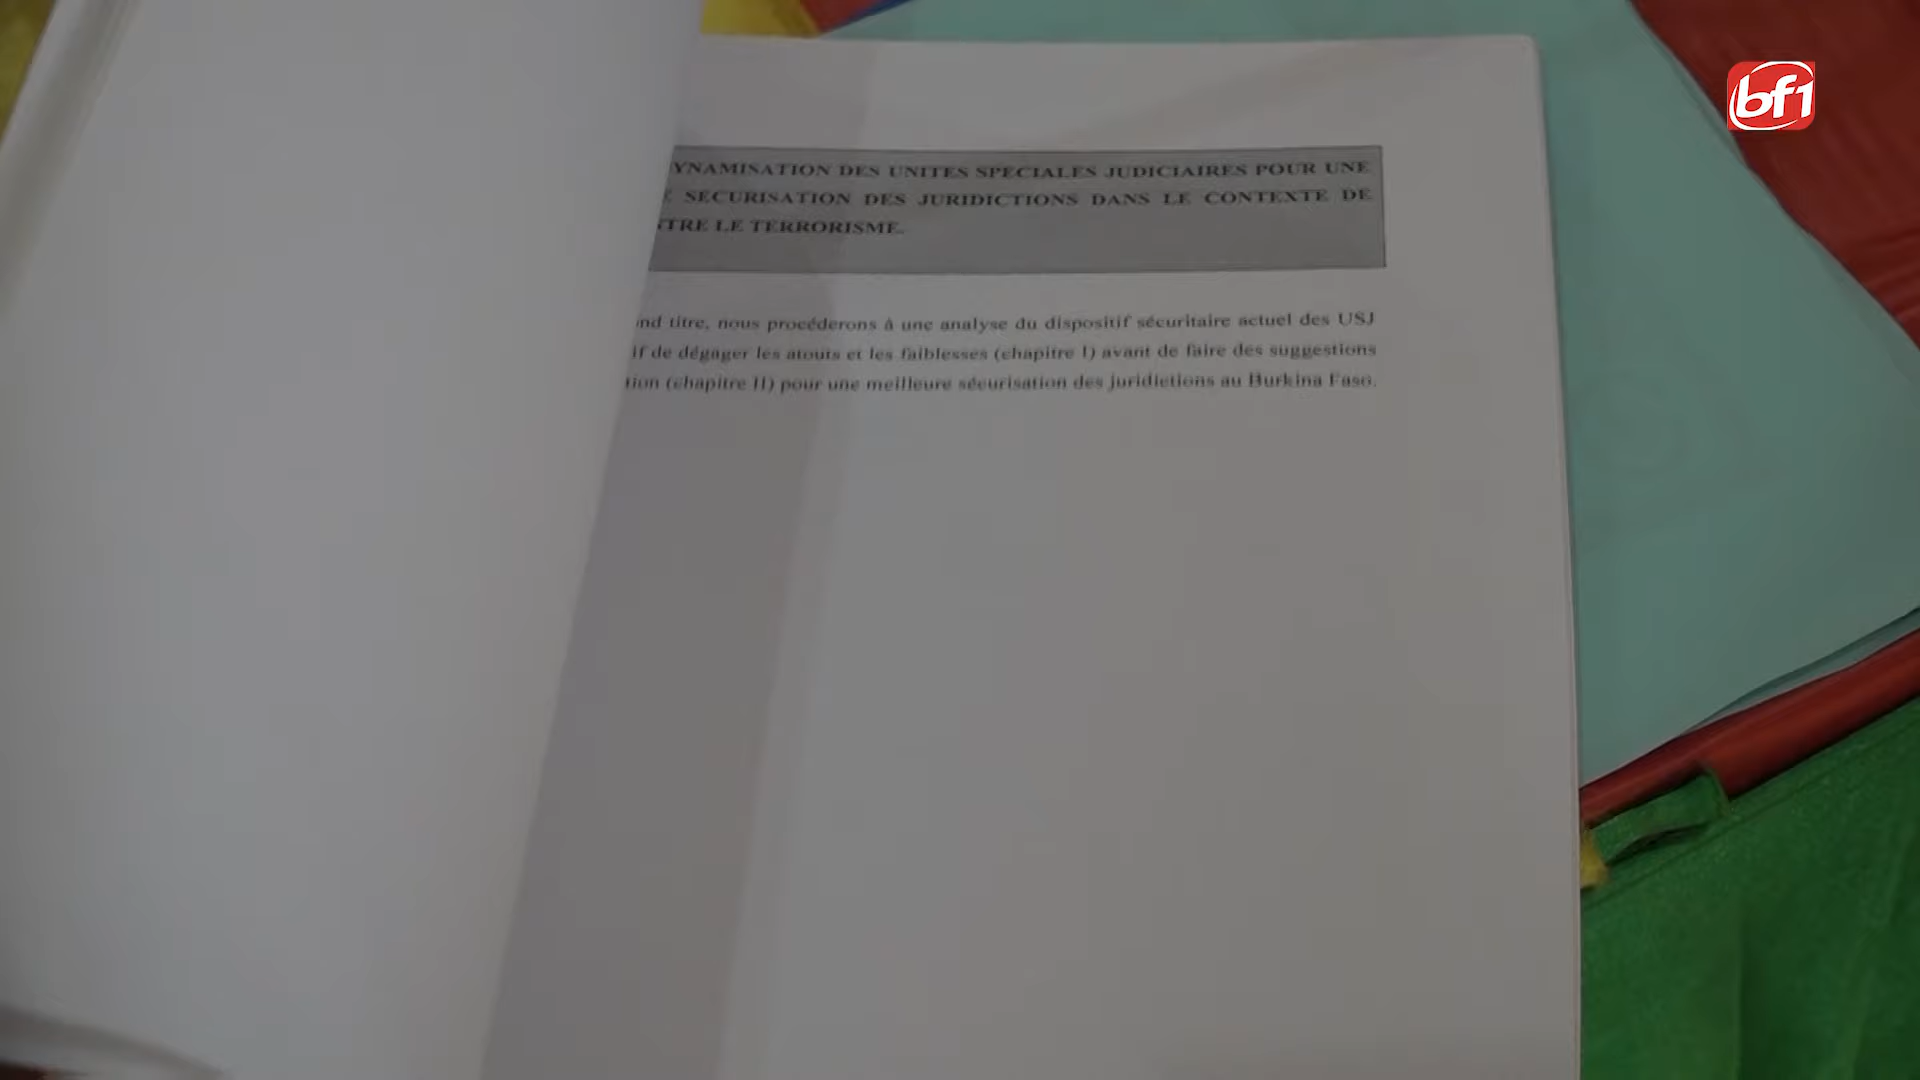 bf1
YNAMISATION DES UNITES SPECIALES JUDICIAIRES POUR UNE
SECURISATION DES JURIDICTIONS DANS LE CONTEXTE DE
TRE LE TERRORISME.
nd titre, nous procéderons à une analyse du dispositif sécuritaire actuel des USJ
if de dégager les atouts et les faiblesses (chapitre I) avant de faire des suggestions
tion (chapitre II) pour une meilleure sécurisation des juridictions au Burkina Faso.